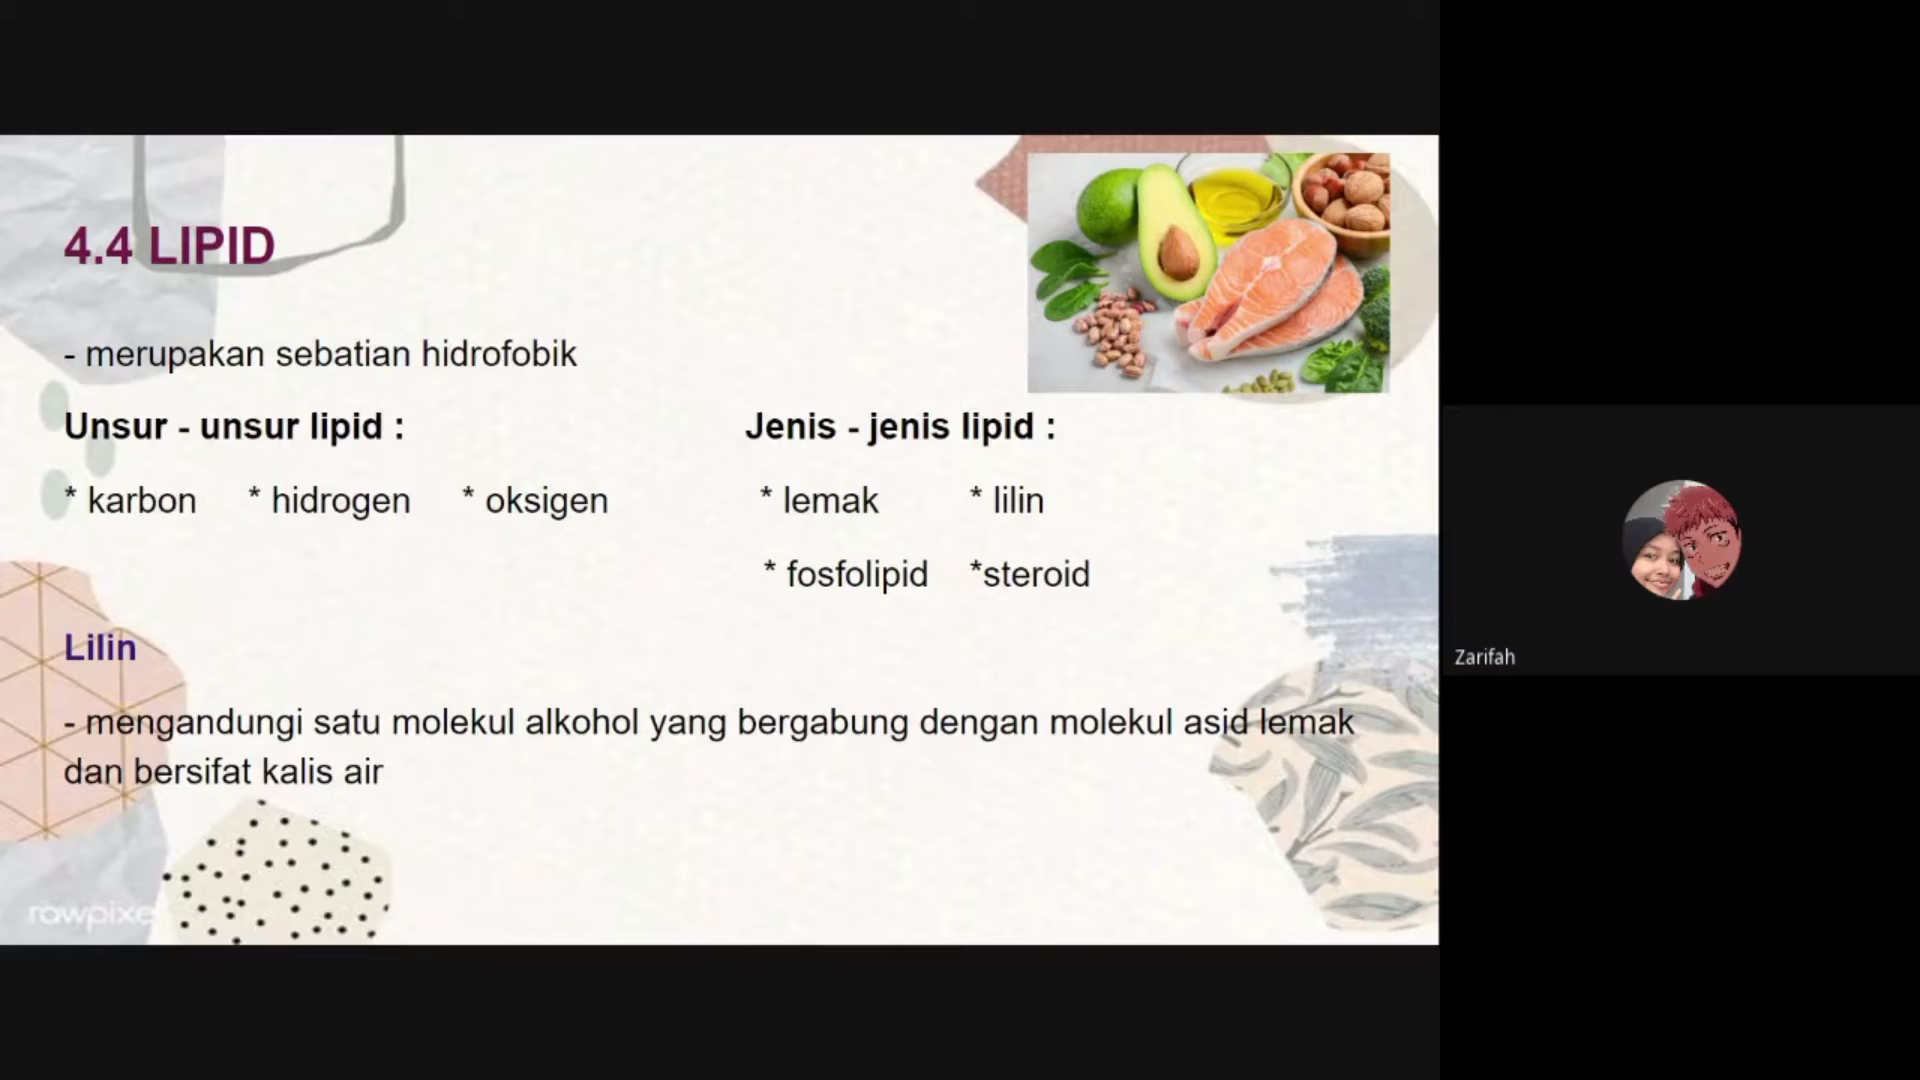 4.4 LIPID
- merupakan sebatian hidrofobik
Unsur - unsur lipid :
* karbon * hidrogen * oksigen
Jenis - jenis lipid :
* lemak * lilin
* fosfolipid *steroid
Lilin
- mengandungi satu molekul alkohol yang bergabung dengan molekul asid lemak
dan bersifat kalis air
rawpixel
Zarifah